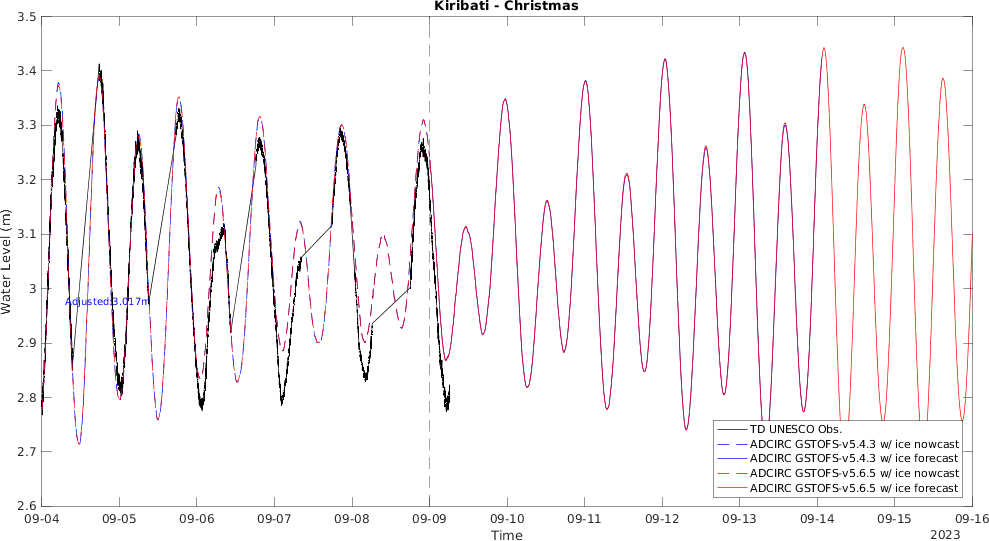 Kiribati - Christmas
3.5
3.4
3.3
3.2
3.1
3
2.9
2.8
2.7
2.6
Water Level (m)
Adjusted:3.017m
TD UNESCO Obs.
ADCIRC GSTOFS-v5.4.3 w/ ice nowcast
ADCIRC GSTOFS-v5.4.3 w/ ice forecast
ADCIRC GSTOFS-v5.6.5 w/ ice nowcast
ADCIRC GSTOFS-v5.6.5 w/ ice forecast
09-04 09-05 09-06 09-07 09-08 09-09 09-10 09-11 09-12 09-13 09-14 09-15 09-16
Time
2023